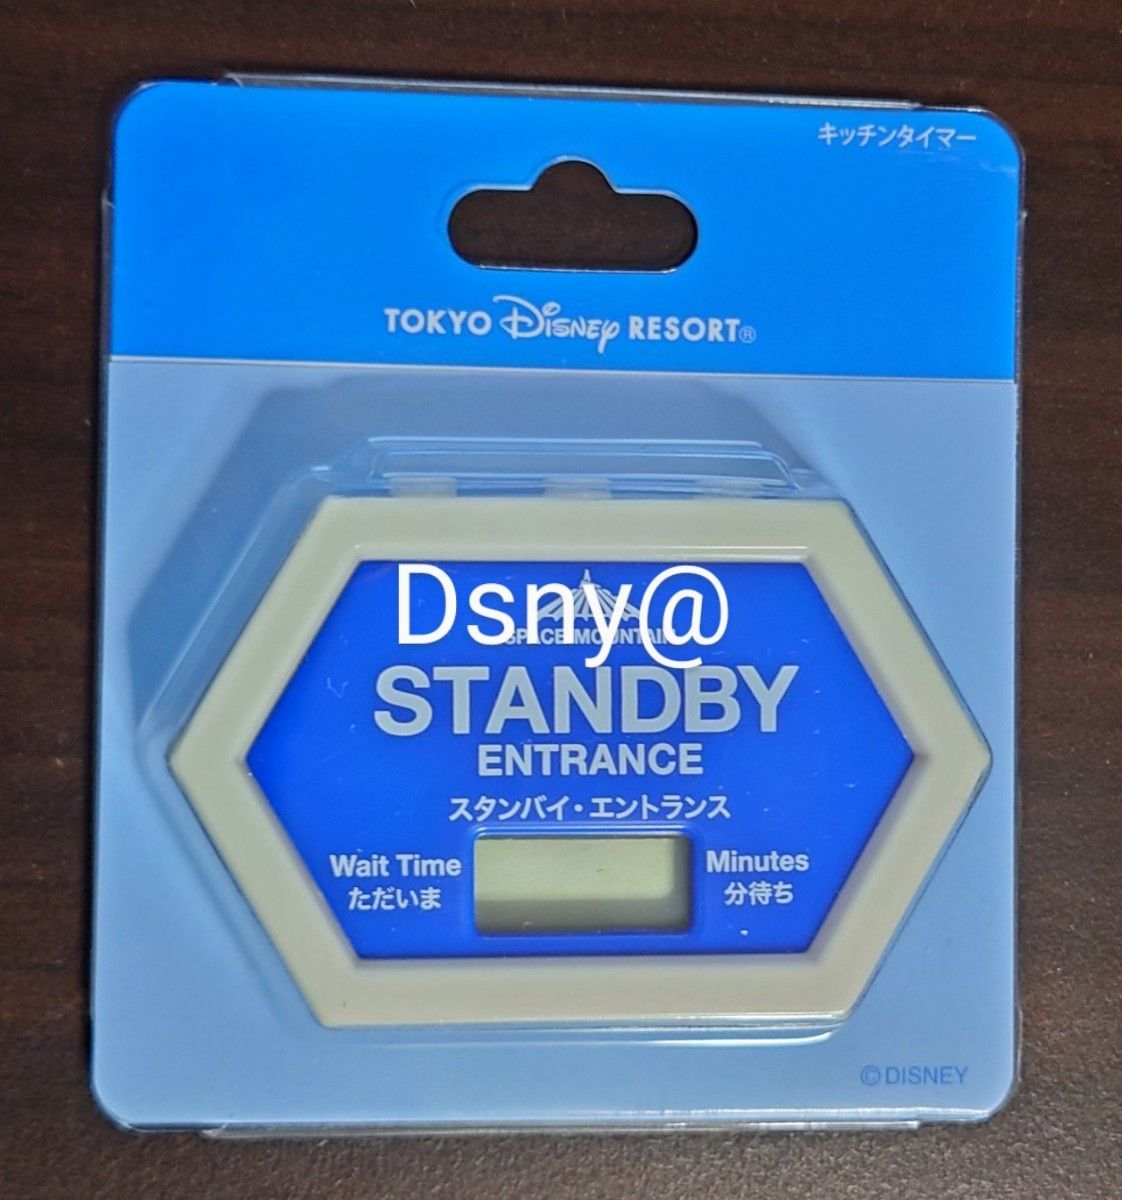 キッチンタイマー
TOKYO Disney RESORT®
Dsny@
SPACE MOUNTAIN
STANDBY
ENTRANCE
スタンバイ・エントランス
Wait Time
ただいま
Minutes
分待ち
©DISNEY